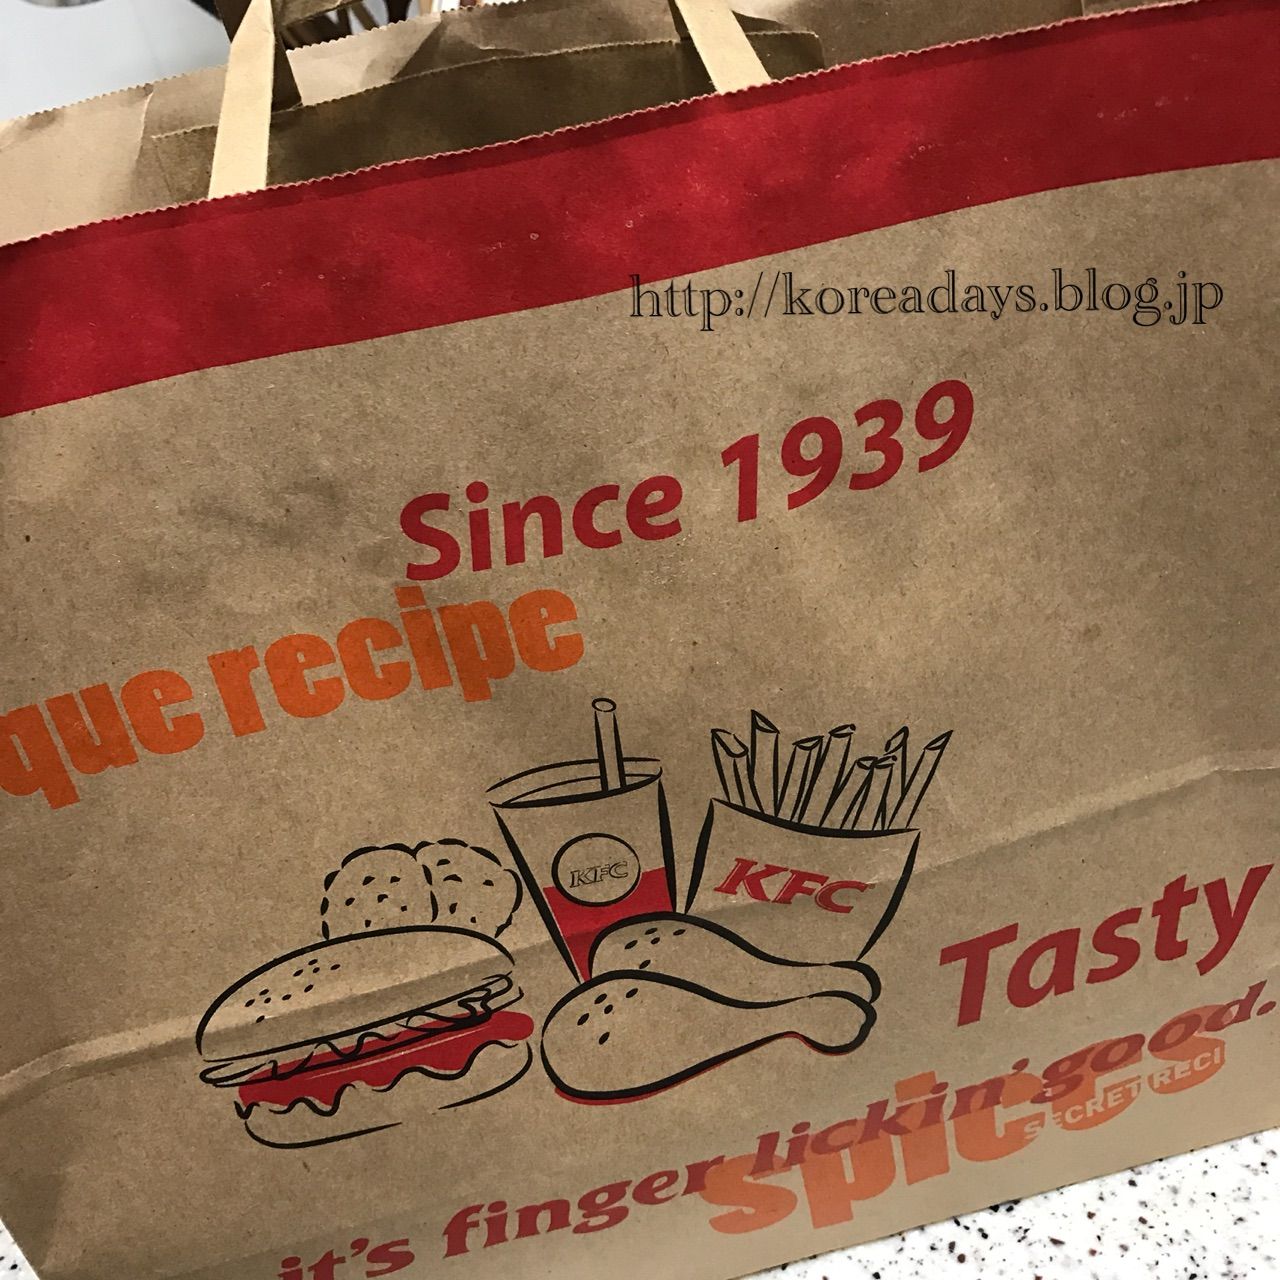 http://koreadays.blog.jp
Since 1939
que recipe
KFC
KFC
Tasty
it's finger lickin' good.
spices
SECRET RECI